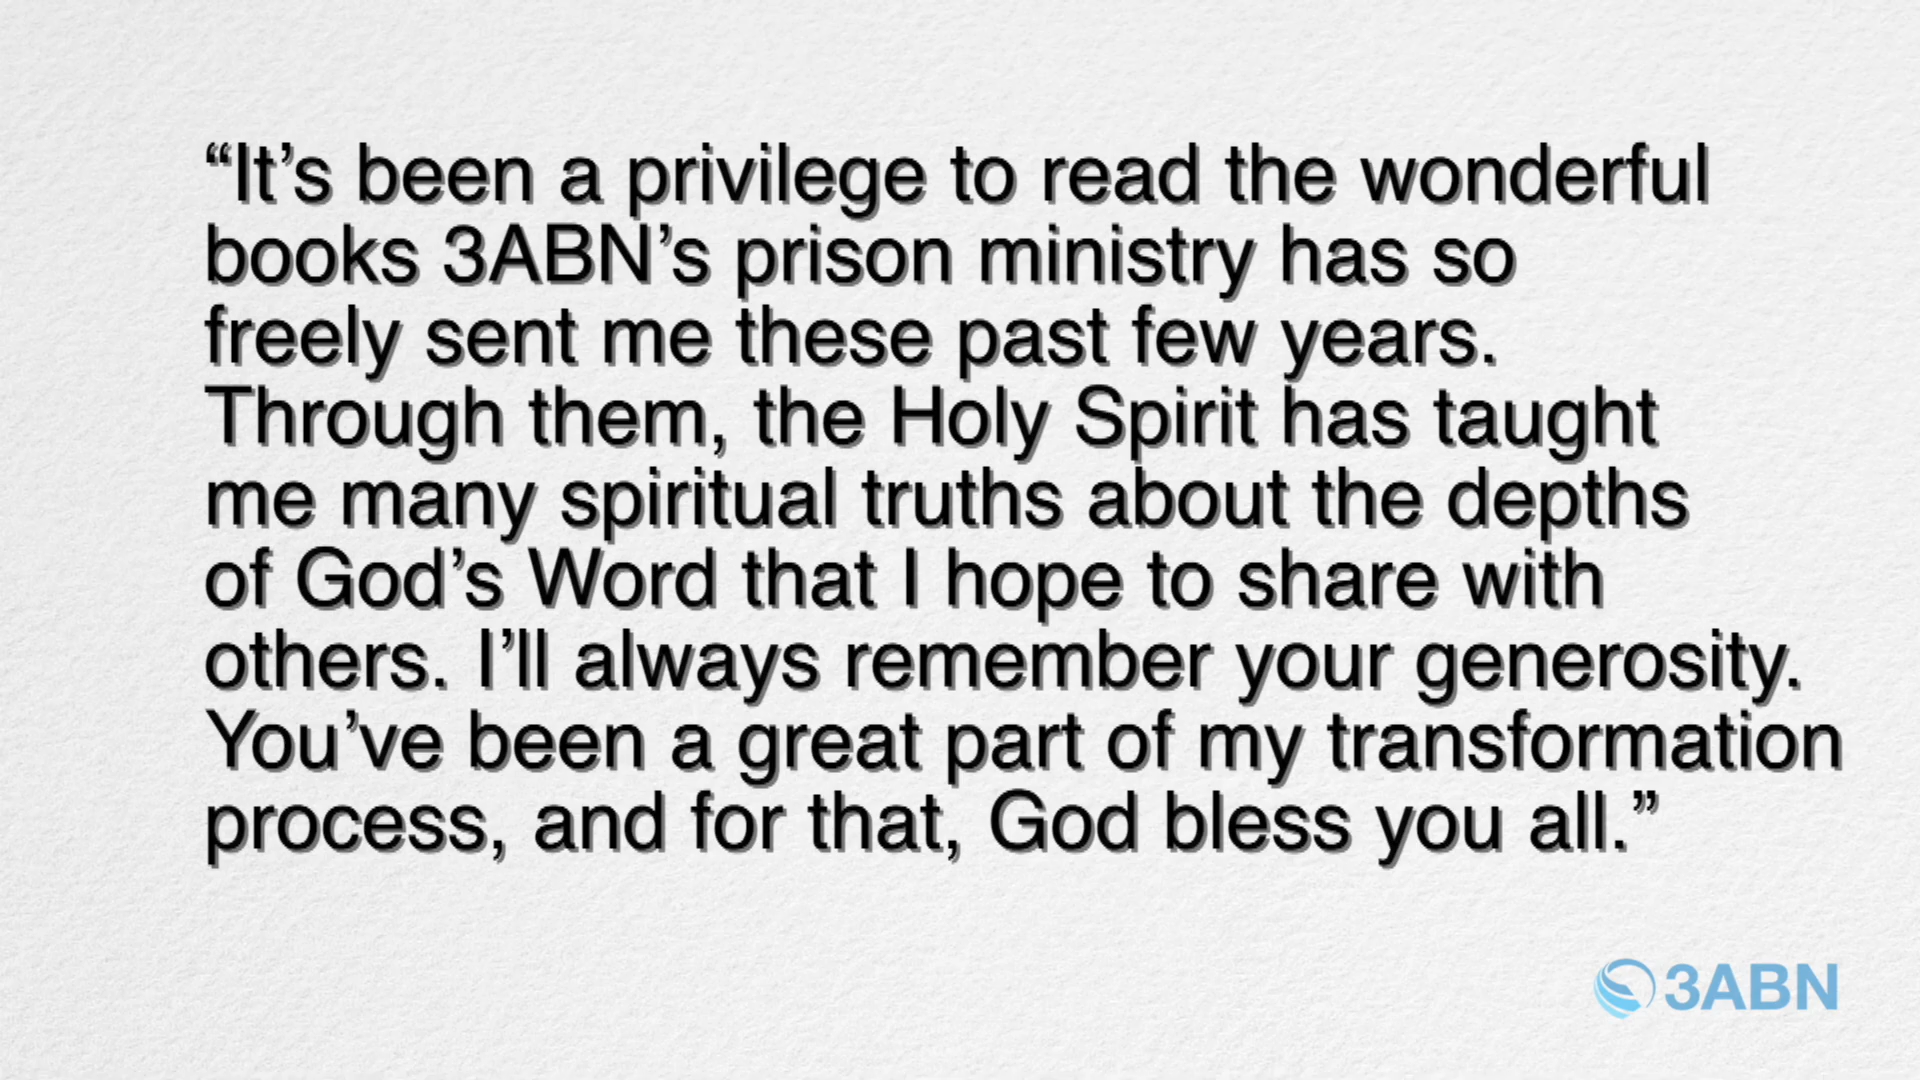 “It’s been a privilege to read the wonderful
books 3ABN’s prison ministry has so
freely sent me these past few years.
Through them, the Holy Spirit has taught
me many spiritual truths about the depths
of God’s Word that I hope to share with
others. I’ll always remember your generosity.
You’ve been a great part of my transformation
process, and for that, God bless you all.”
3ABN